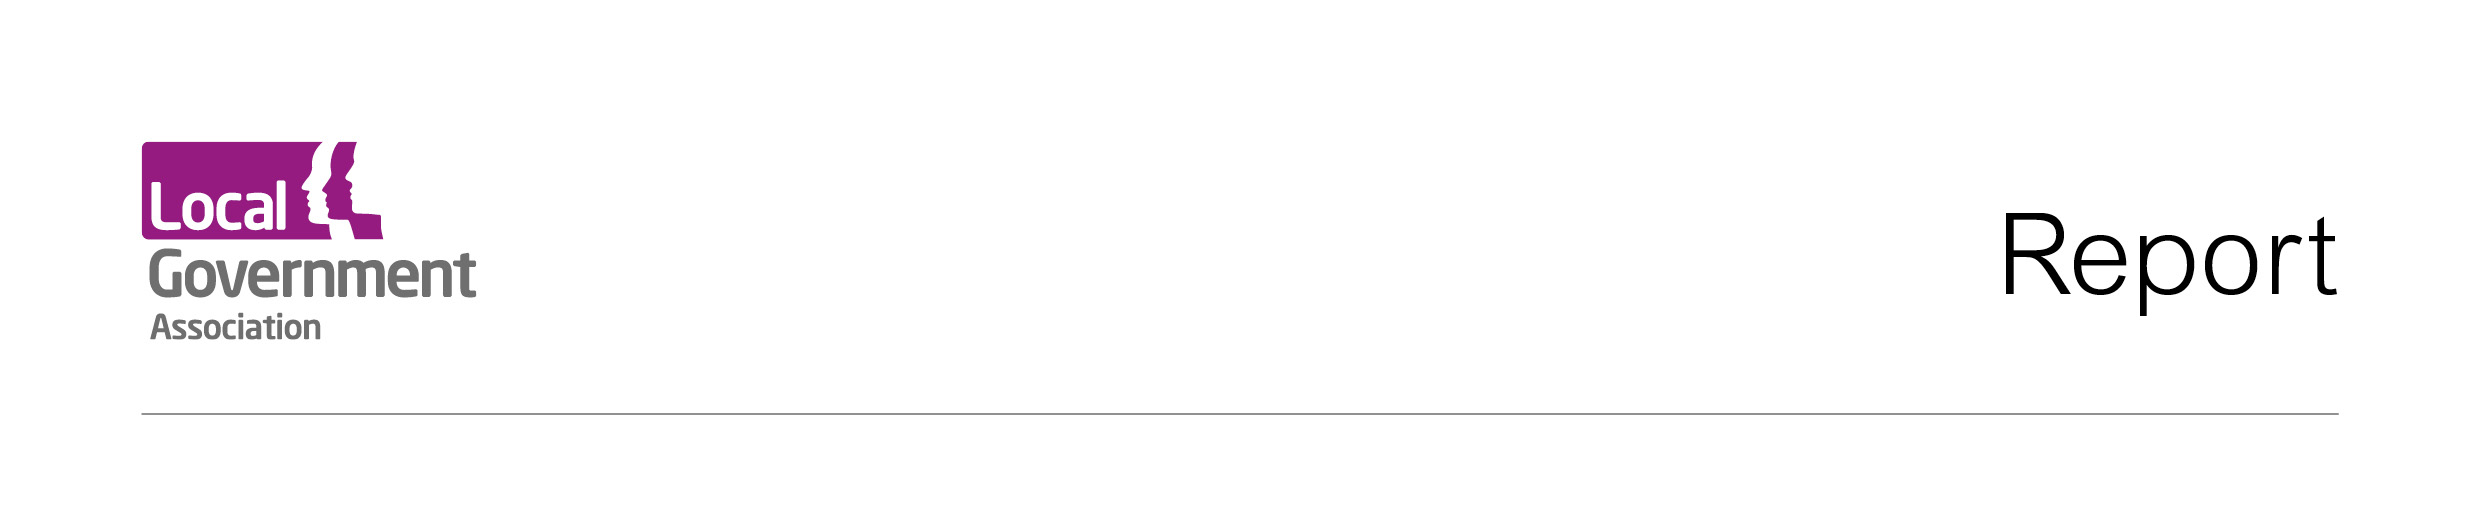 Local
Government
Association
Report